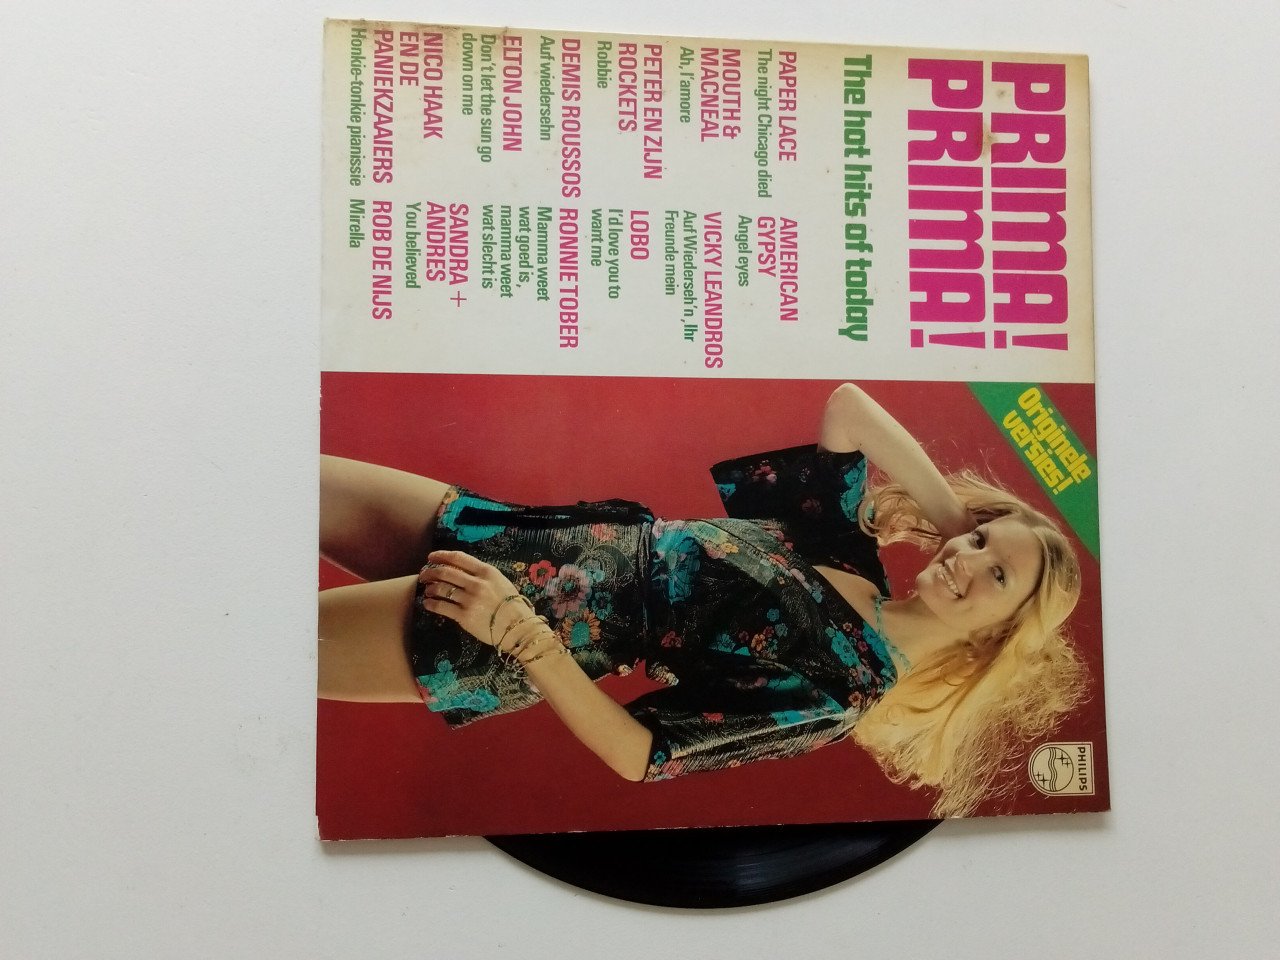 PRIMA!
PRIMA!
The hot hits of today
PAPER LACE
The night Chicago died
MOUTH &
MACNEAL
Ah, l'amore
PETER EN ZIJN
ROCKETS
Robbie
DEMIS ROUSSOS
Auf wiedersehn
ELTON JOHN
Don't let the sun go
down on me
NICO HAAK
EN DE
PANIEKZAAIERS
Honkie-tonkie pianissie
AMERICAN
GYPSY
Angel eyes
VICKY LEANDROS
Auf Wiederseh'n, Ihr
Freunde mein
LOBO
I'd love you to
want me
RONNIE TOBER
Mamma weet
wat goed is,
mamma weet
wat slecht is
SANDRA +
ANDRES
You believed
ROB DE NIJS
Mirella
Originele
versies!
PHILIPS